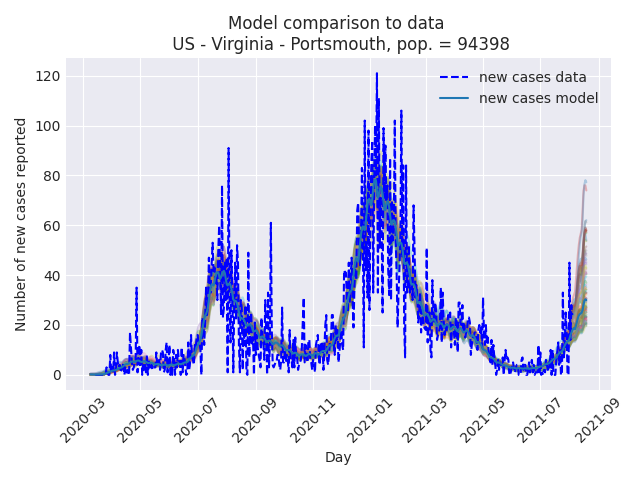 Model comparison to data
US - Virginia - Portsmouth, pop. = 94398
new cases data
new cases model
Number of new cases reported
120
100
80
60
40
20
0
2020-03
2020-05
2020-07
2020-09
2020-11
2021-01
2021-03
2021-05
2021-07
2021-09
Day